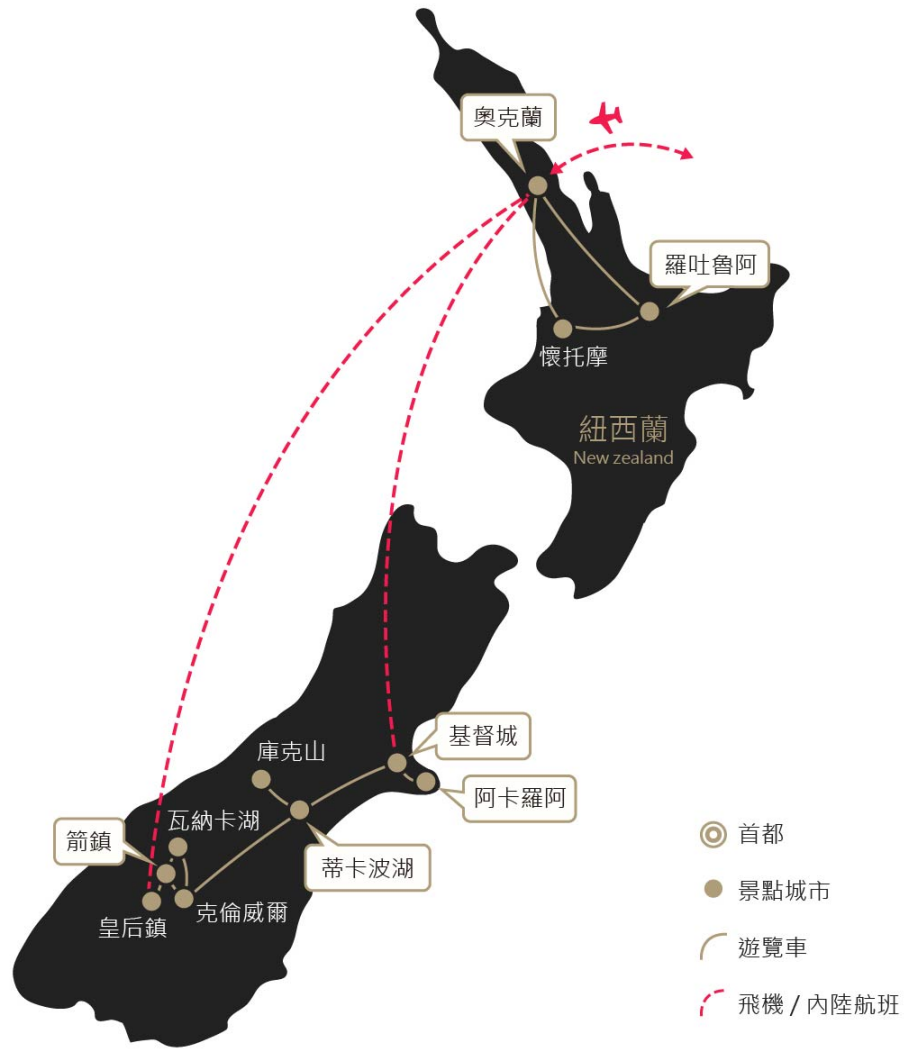 奧克蘭
羅吐魯阿
懷托摩
紐西蘭
New zealand
基督城
庫克山
阿卡羅阿
瓦納卡湖
箭鎮
蒂卡波湖
克倫威爾
皇后鎮
首都
景點城市
遊覽車
飛機 / 內陸航班